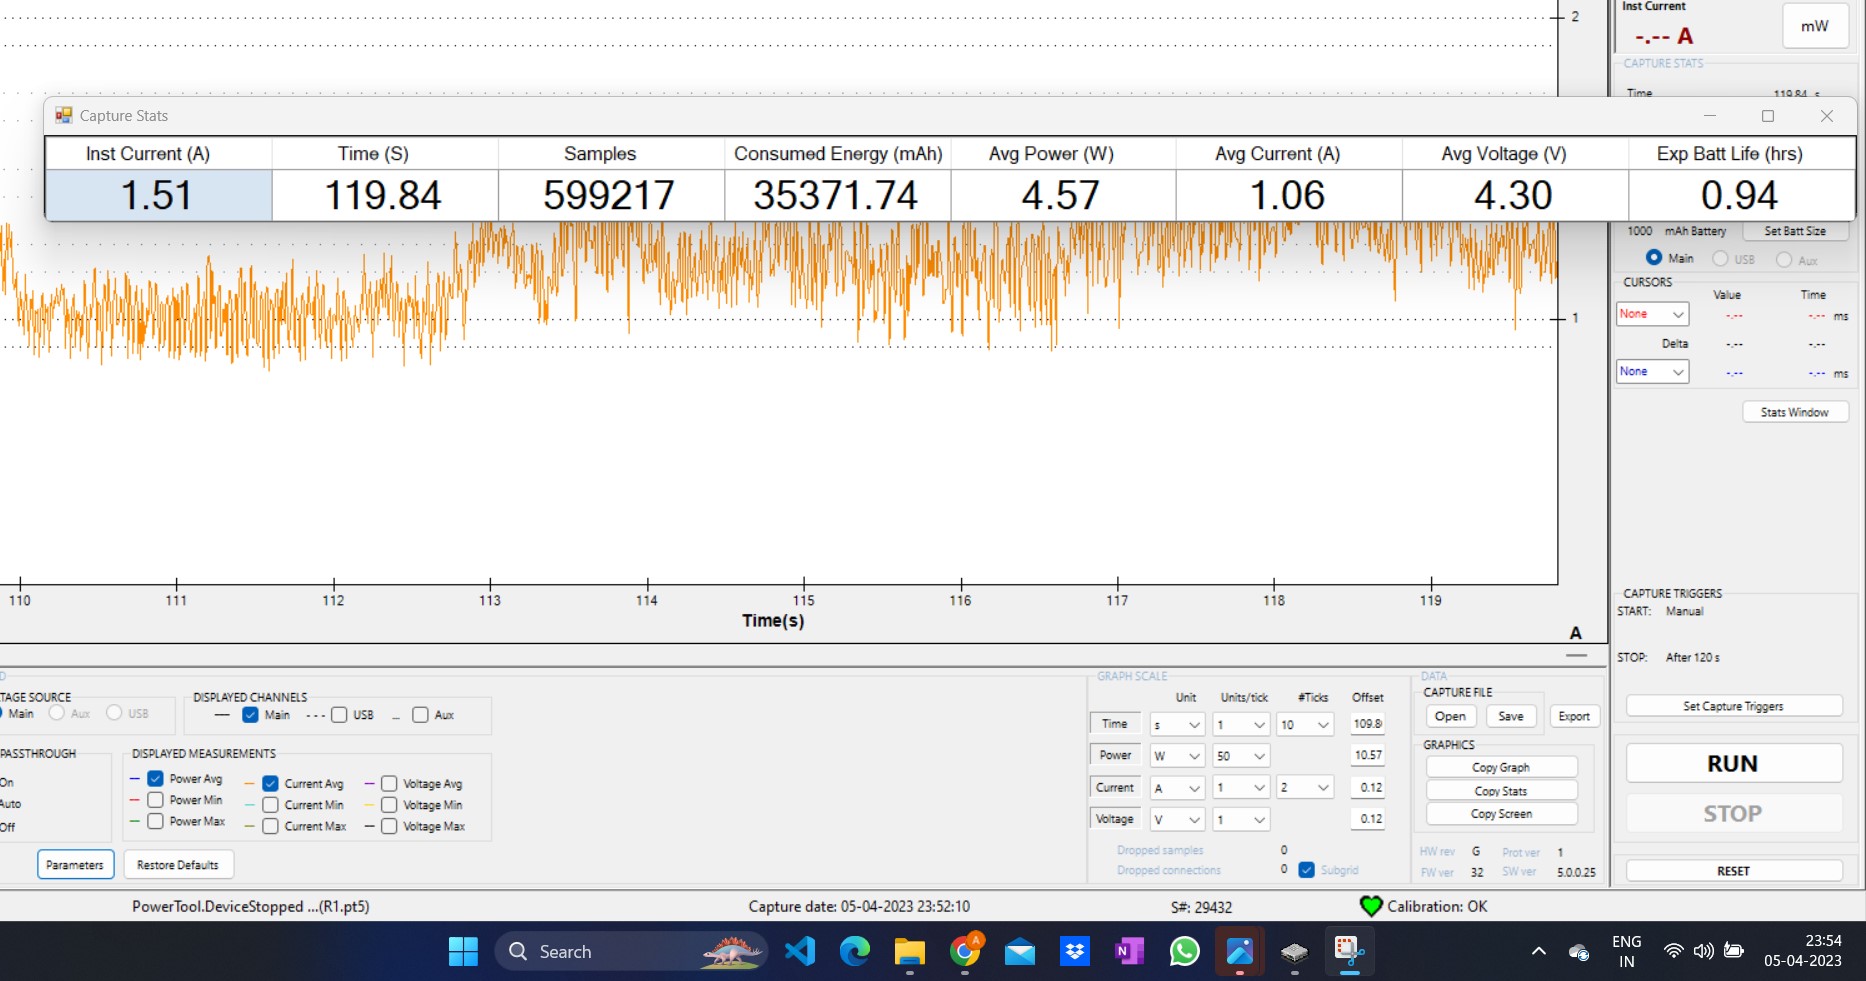 2
Inst Current
-.-- A
mW
CAPTURE STATS
Time 119.84 s
Capture Stats
Inst Current (A) Time (S) Samples Consumed Energy (mAh) Avg Power (W) Avg Current (A) Avg Voltage (V) Exp Batt Life (hrs)
1.51 119.84 599217 35371.74 4.57 1.06 4.30 0.94
1000 mAh Battery Set Batt Size
Main USB Aux
CURSORS
Value Time
None -.-- -.-- ms
Delta -.-- -.--
None -.-- -.-- ms
Stats Window
1
110 111 112 113 114 115 116 117 118 119
Time(s)
A
CAPTURE TRIGGERS
START: Manual
STOP: After 120 s
Set Capture Triggers
RUN
STOP
RESET
D
TAGE SOURCE
Main Aux USB
DISPLAYED CHANNELS
Main USB Aux
PASSTHROUGH
On
Auto
Off
DISPLAYED MEASUREMENTS
Power Avg Current Avg Voltage Avg
Power Min Current Min Voltage Min
Power Max Current Max Voltage Max
Parameters Restore Defaults
GRAPH SCALE
Unit Units/tick #Ticks Offset
Time s 1 10 109.8
Power W 50 10.57
Current A 1 2 0.12
Voltage V 1 0.12
Dropped samples 0
Dropped connections 0 Subgrid
DATA
CAPTURE FILE
Open Save Export
GRAPHICS
Copy Graph
Copy Stats
Copy Screen
HW rev G Prot ver 1
FW ver 32 SW ver 5.0.0.25
PowerTool.DeviceStopped ...(R1.pt5) Capture date: 05-04-2023 23:52:10 S#: 29432 Calibration: OK
Search
A
N
ENG
IN
23:54
05-04-2023